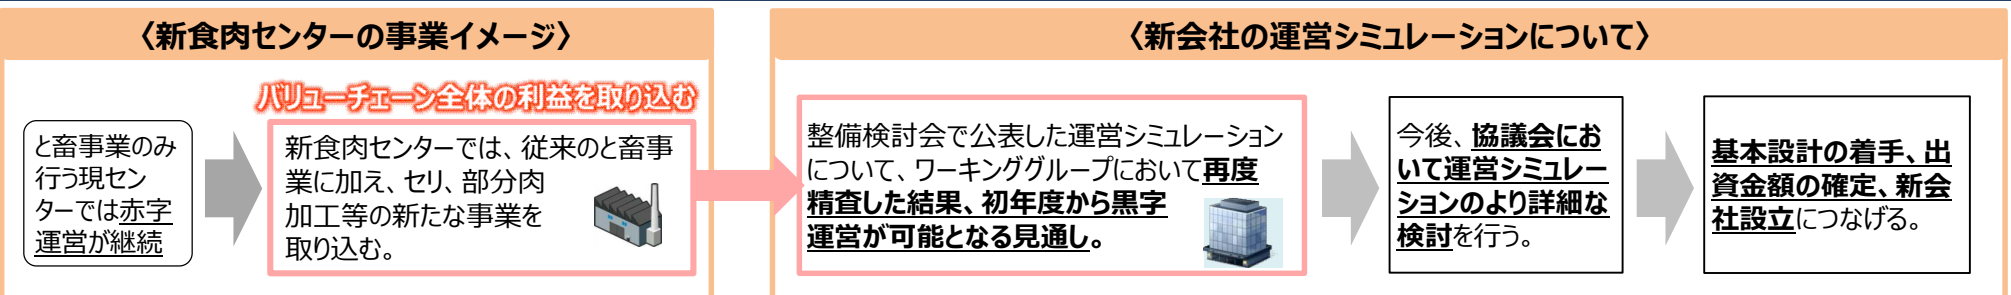 〈新食肉センターの事業イメージ〉
バリューチェーン全体の利益を取り込む
と畜事業のみ
行う現セン
ターでは赤字
運営が継続
新食肉センターでは、従来のと畜事
業に加え、セリ、部分肉
加工等の新たな事業を
取り込む。
〈新会社の運営シミュレーションについて〉
整備検討会で公表した運営シミュレーション
について、ワーキンググループにおいて再度
精査した結果、初年度から黒字
運営が可能となる見通し。
今後、協議会にお
いて運営シミュレー
ションのより詳細な
検討を行う。
基本設計の着手、出
資金額の確定、新会
社設立につなげる。